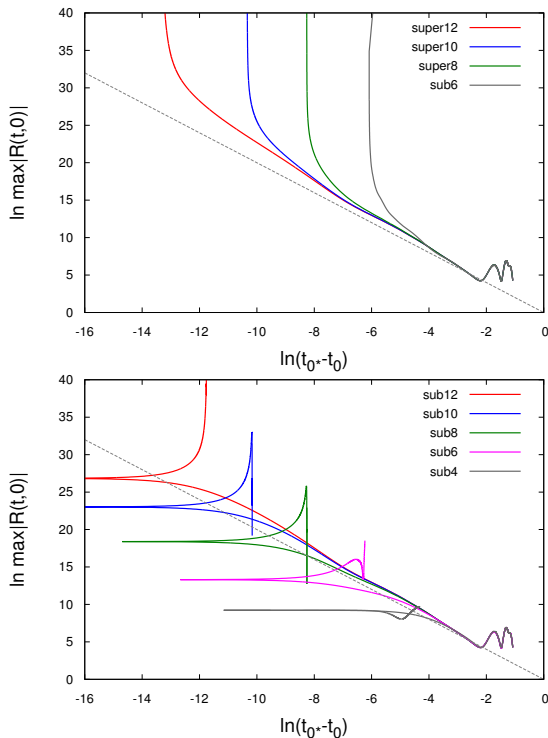 ln max|R(t,0)|
40
35
30
25
20
15
10
5
0
super12
super10
super8
sub6
-16 -14 -12 -10 -8 -6 -4 -2 0
ln(t0*-t0)
ln max|R(t,0)|
40
35
30
25
20
15
10
5
0
sub12
sub10
sub8
sub6
sub4
-16 -14 -12 -10 -8 -6 -4 -2 0
ln(t0*-t0)